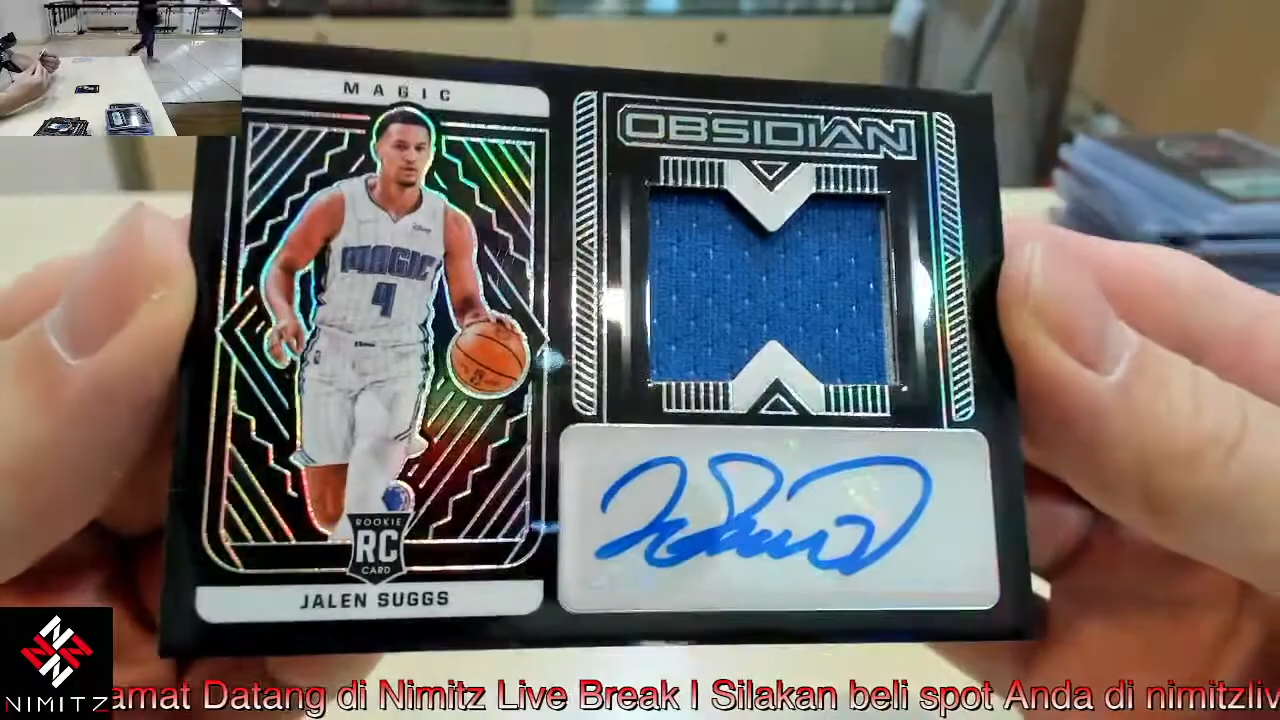 MAGIC
OBSIDIAN
MAGIC
4
ROOKIE
RC
CARD
JALEN SUGGS
NIMITZ
amat Datang di Nimitz Live Break | Silakan beli spot Anda di nimitzliv